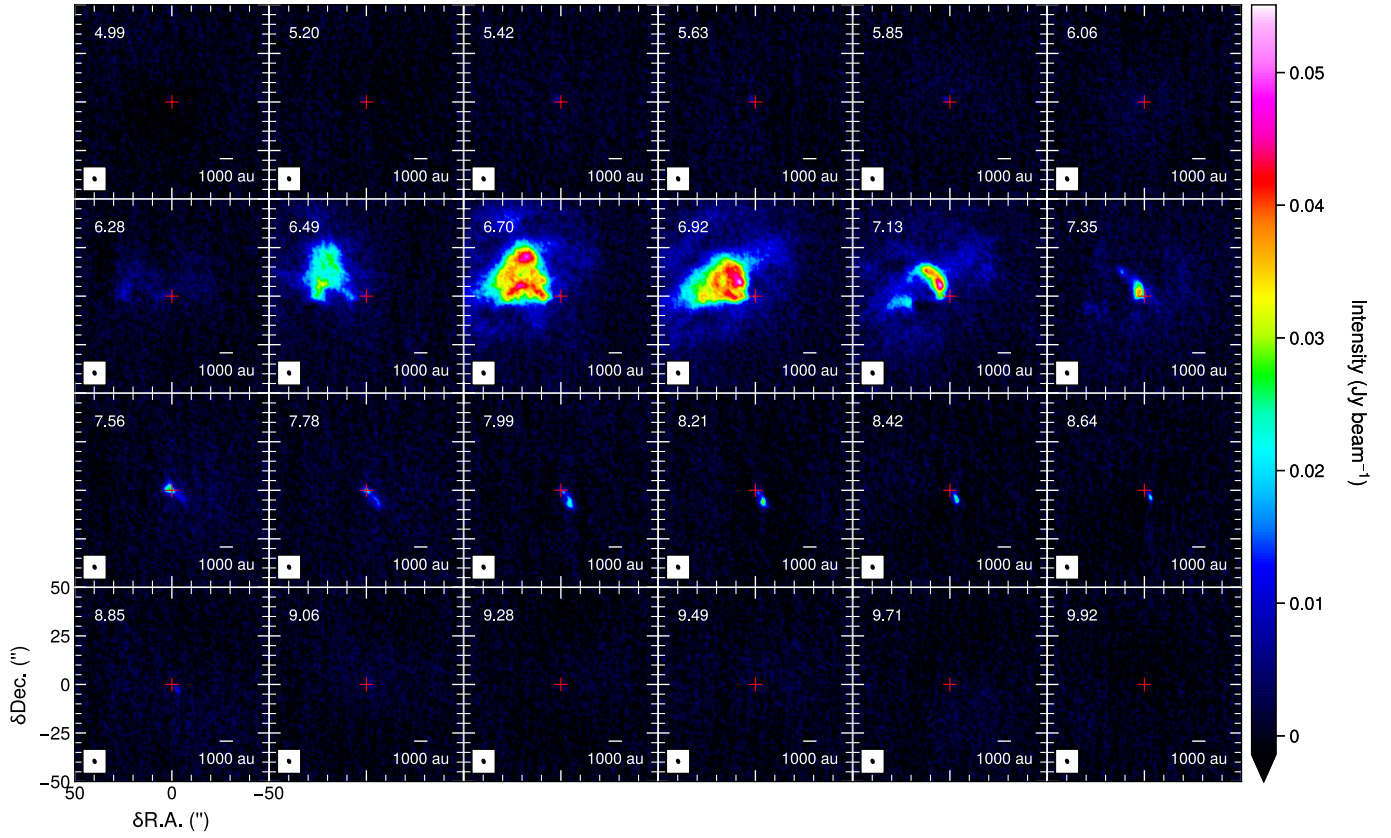 4.99 5.20 5.42 5.63 5.85 6.06
1000 au 1000 au 1000 au 1000 au 1000 au 1000 au
6.28 6.49 6.70 6.92 7.13 7.35
1000 au 1000 au 1000 au 1000 au 1000 au 1000 au
7.56 7.78 7.99 8.21 8.42 8.64
1000 au 1000 au 1000 au 1000 au 1000 au 1000 au
8.85 9.06 9.28 9.49 9.71 9.92
1000 au 1000 au 1000 au 1000 au 1000 au 1000 au
50
25
0
−25
−50
δDec. (")
50 0 −50
δR.A. (")
0.05
0.04
0.03
0.02
0.01
0
Intensity (Jy beam⁻¹)